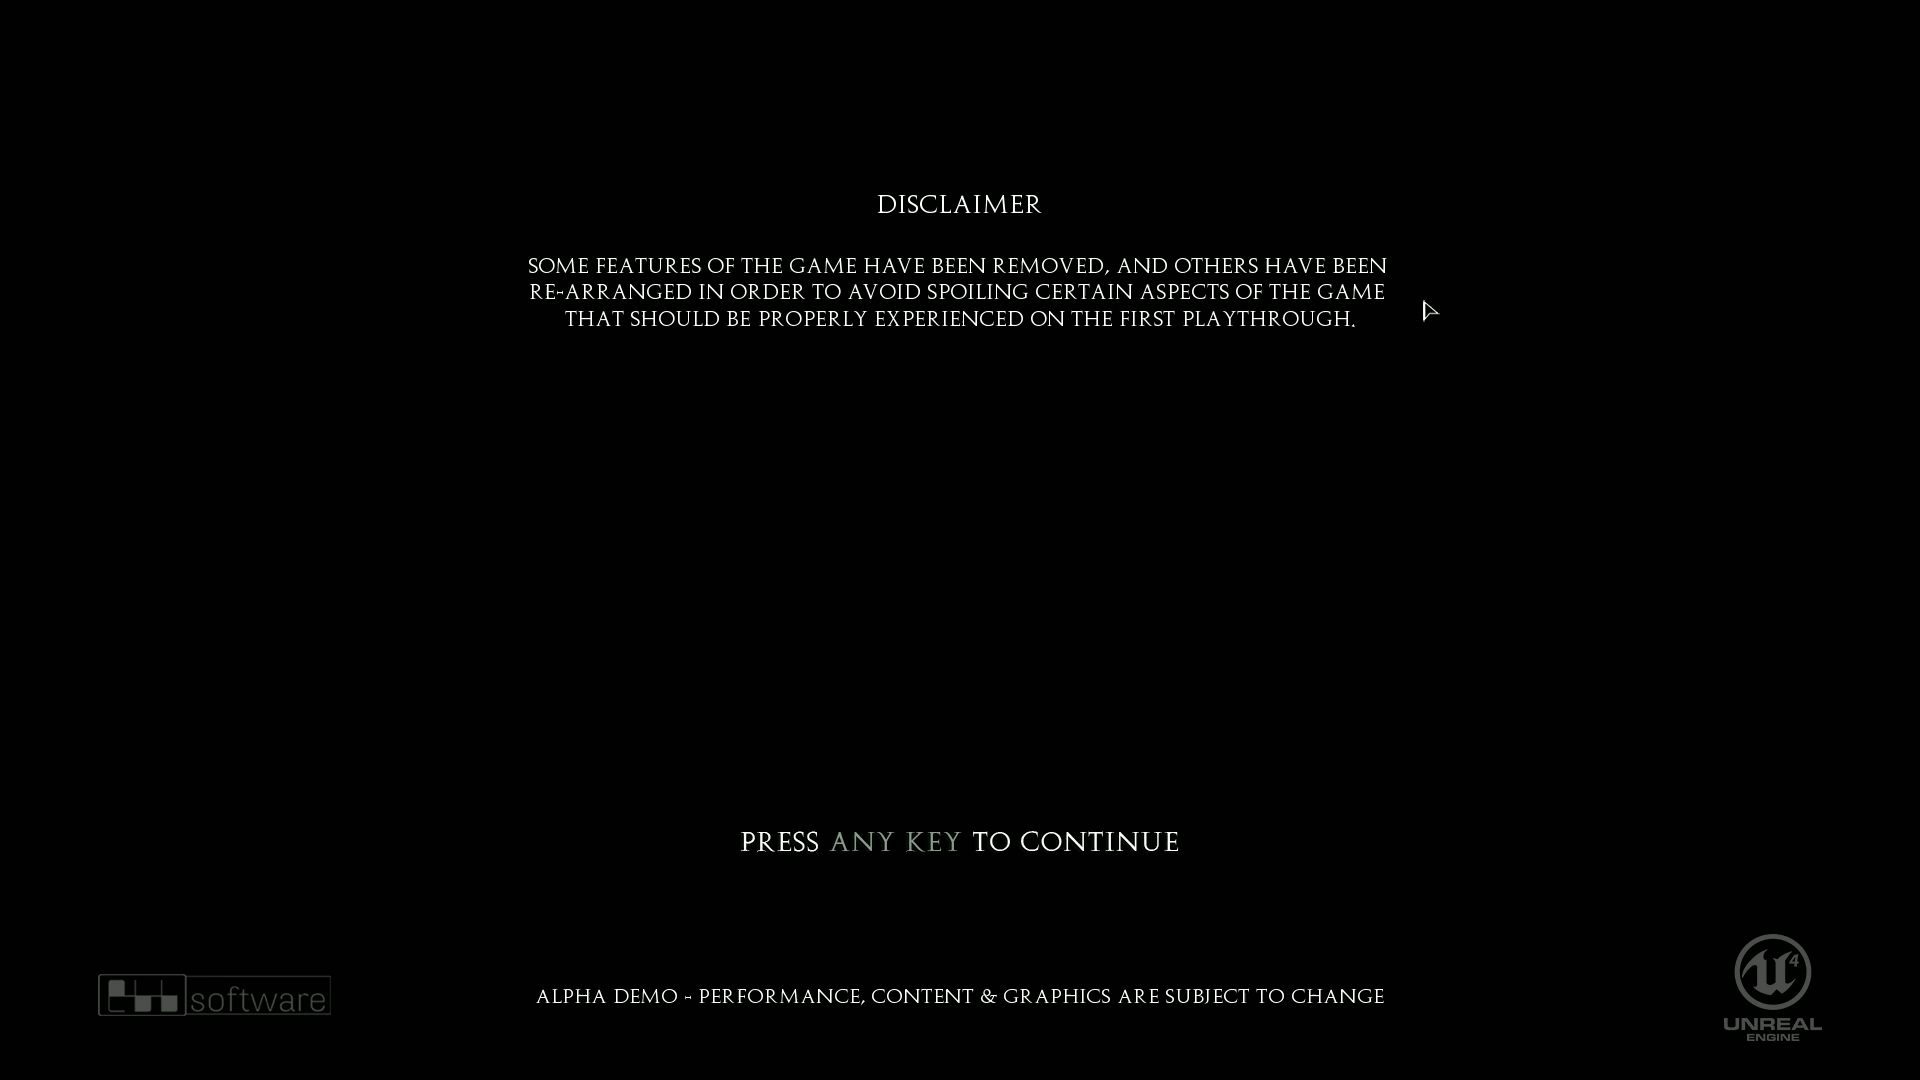 DISCLAIMER
SOME FEATURES OF THE GAME HAVE BEEN REMOVED, AND OTHERS HAVE BEEN
RE-ARRANGED IN ORDER TO AVOID SPOILING CERTAIN ASPECTS OF THE GAME
THAT SHOULD BE PROPERLY EXPERIENCED ON THE FIRST PLAYTHROUGH.
PRESS ANY KEY TO CONTINUE
software
ALPHA DEMO - PERFORMANCE, CONTENT & GRAPHICS ARE SUBJECT TO CHANGE
U4
UNREAL
ENGINE